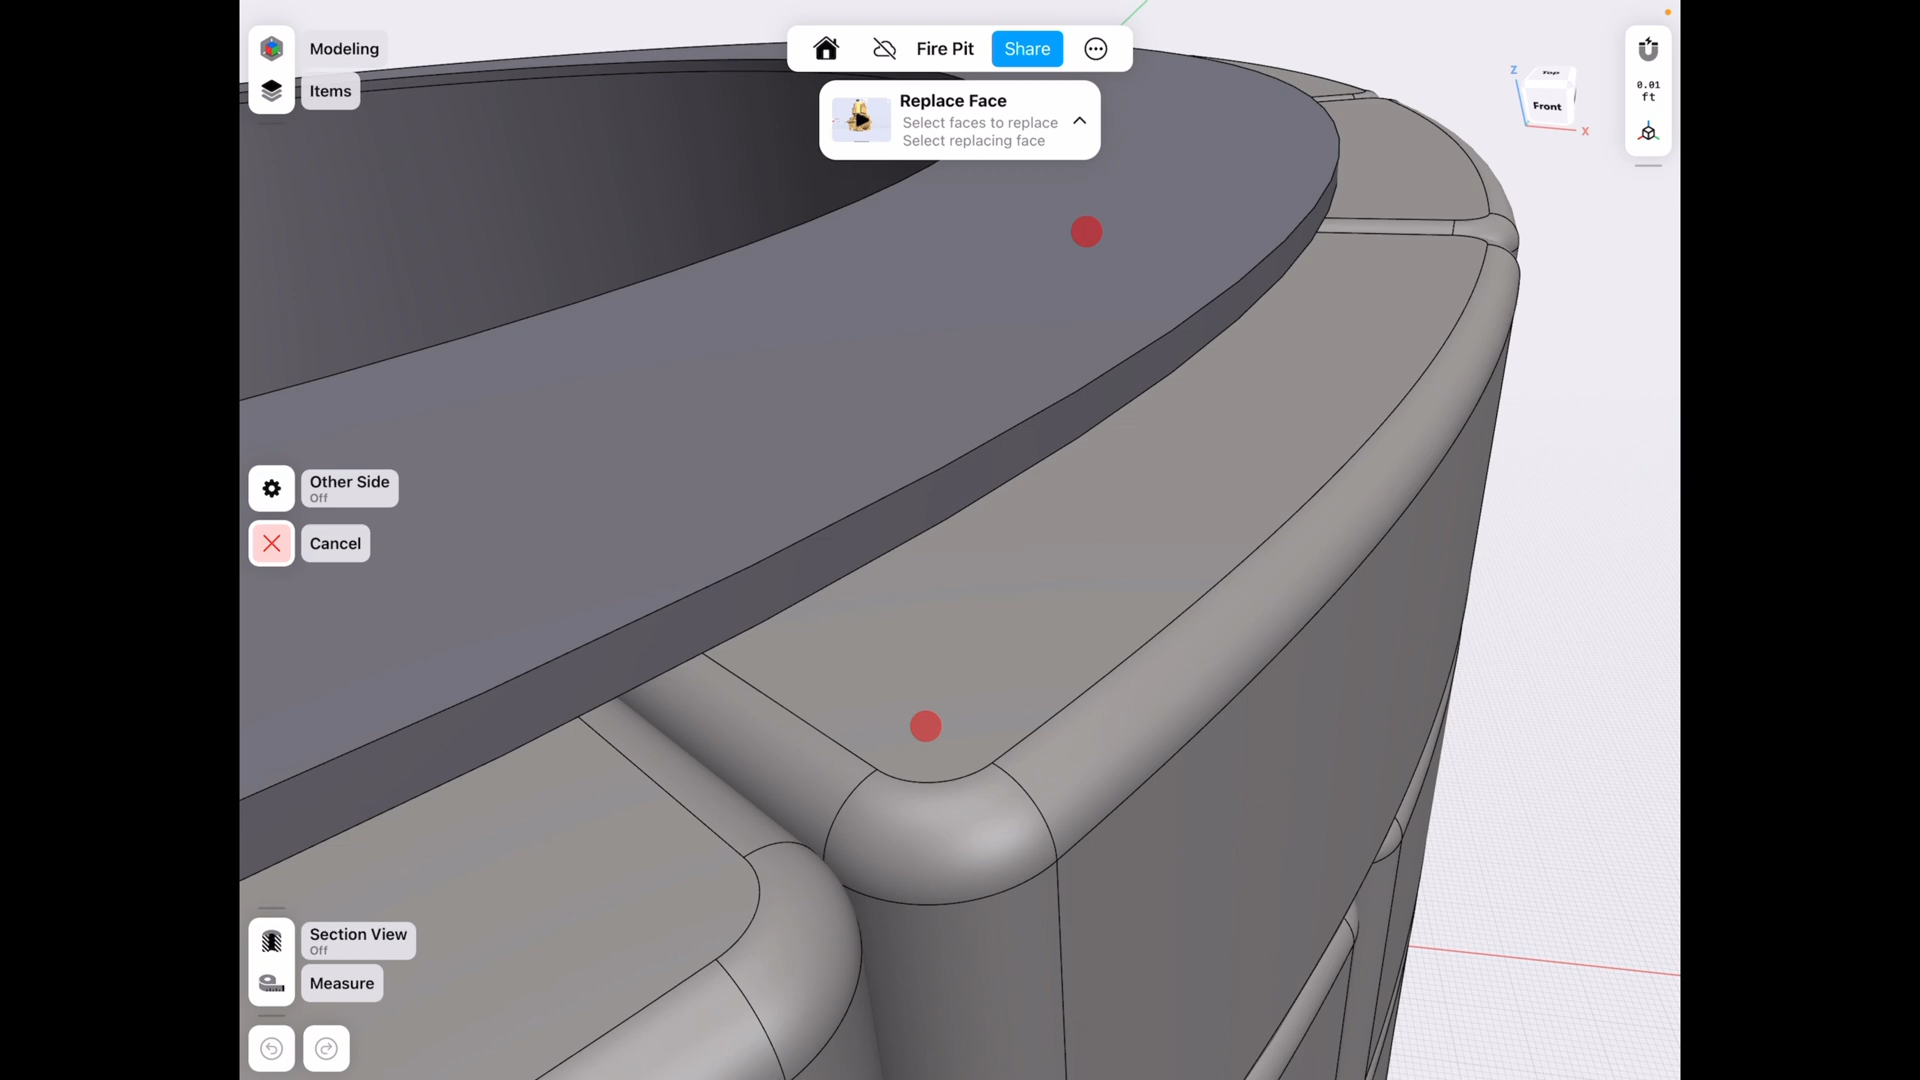 Modeling
Items
Fire Pit
Share
Replace Face
Select faces to replace
Select replacing face
Z
Top
Front
X
0.01
ft
Other Side
Off
Cancel
Section View
Off
Measure